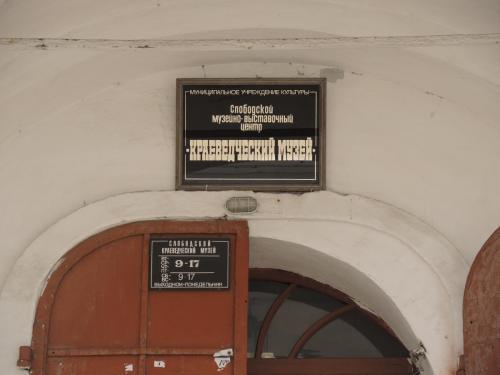 МУНИЦИПАЛЬНОЕ УЧРЕЖДЕНИЕ КУЛЬТУРЫ
Слободской
музейно-выставочный
центр
·КРАЕВЕДЧЕСКИЙ МУЗЕЙ·
СЛОБОДСКОЙ
КРАЕВЕДЧЕСКИЙ МУЗЕЙ
9-17
9-17
ВЫХОДНОЙ-ПОНЕДЕЛЬНИК